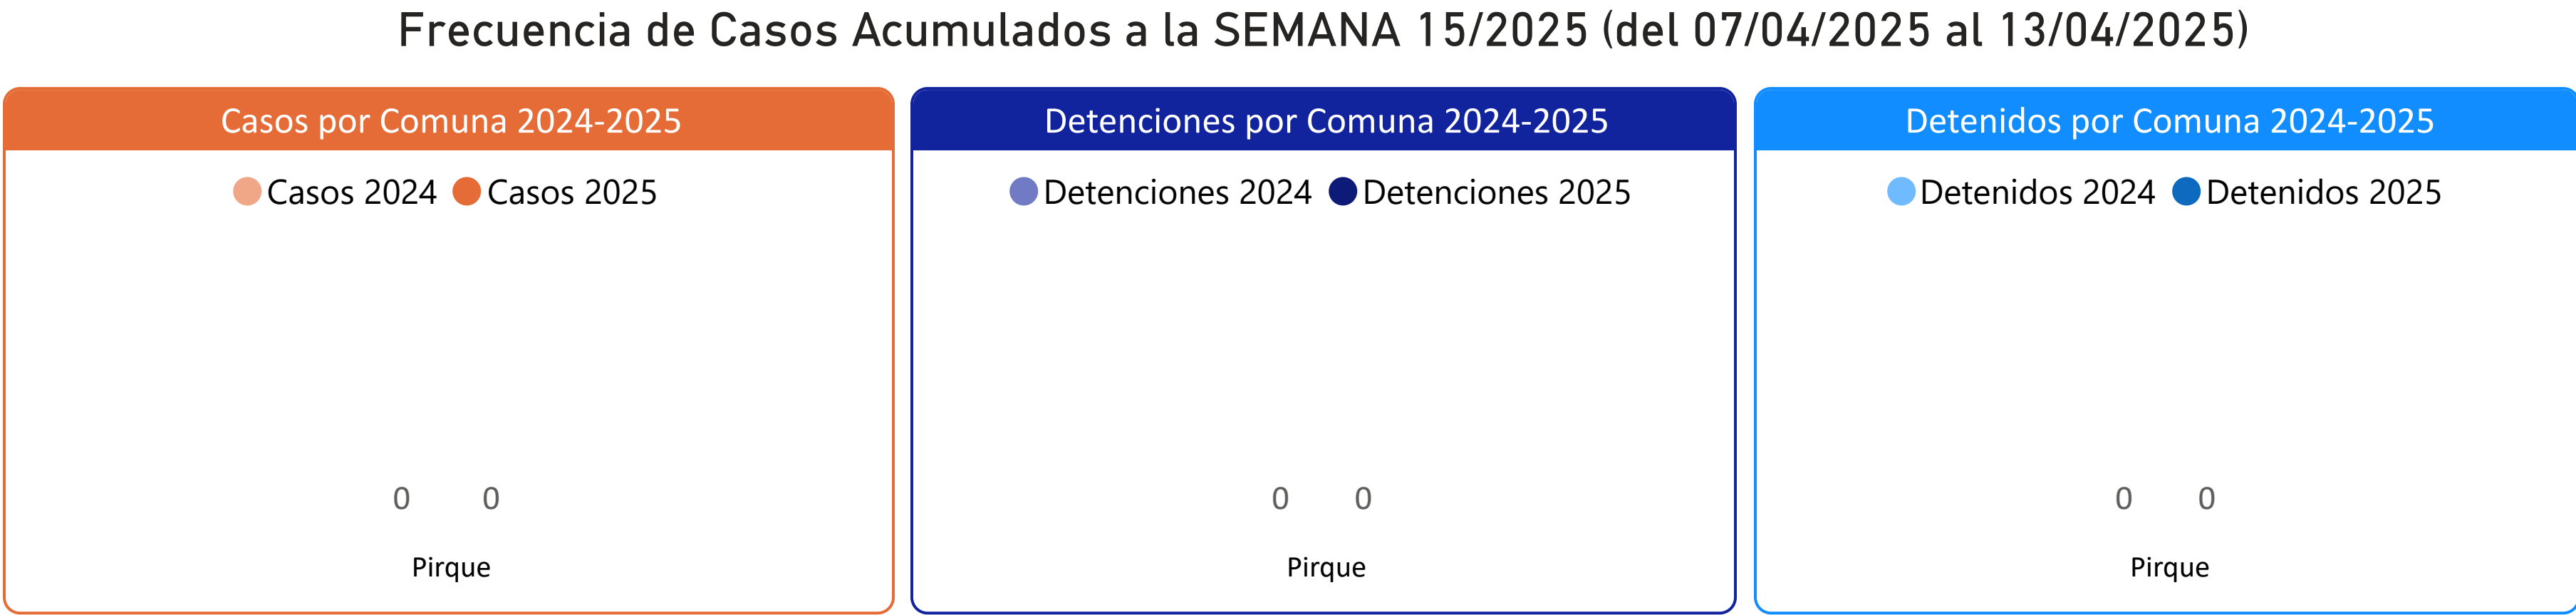 Frecuencia de Casos Acumulados a la SEMANA 15/2025 (del 07/04/2025 al 13/04/2025)
Casos por Comuna 2024-2025
Casos 2024 Casos 2025
0 0
Pirque
Detenciones por Comuna 2024-2025
Detenciones 2024 Detenciones 2025
0 0
Pirque
Detenidos por Comuna 2024-2025
Detenidos 2024 Detenidos 2025
0 0
Pirque